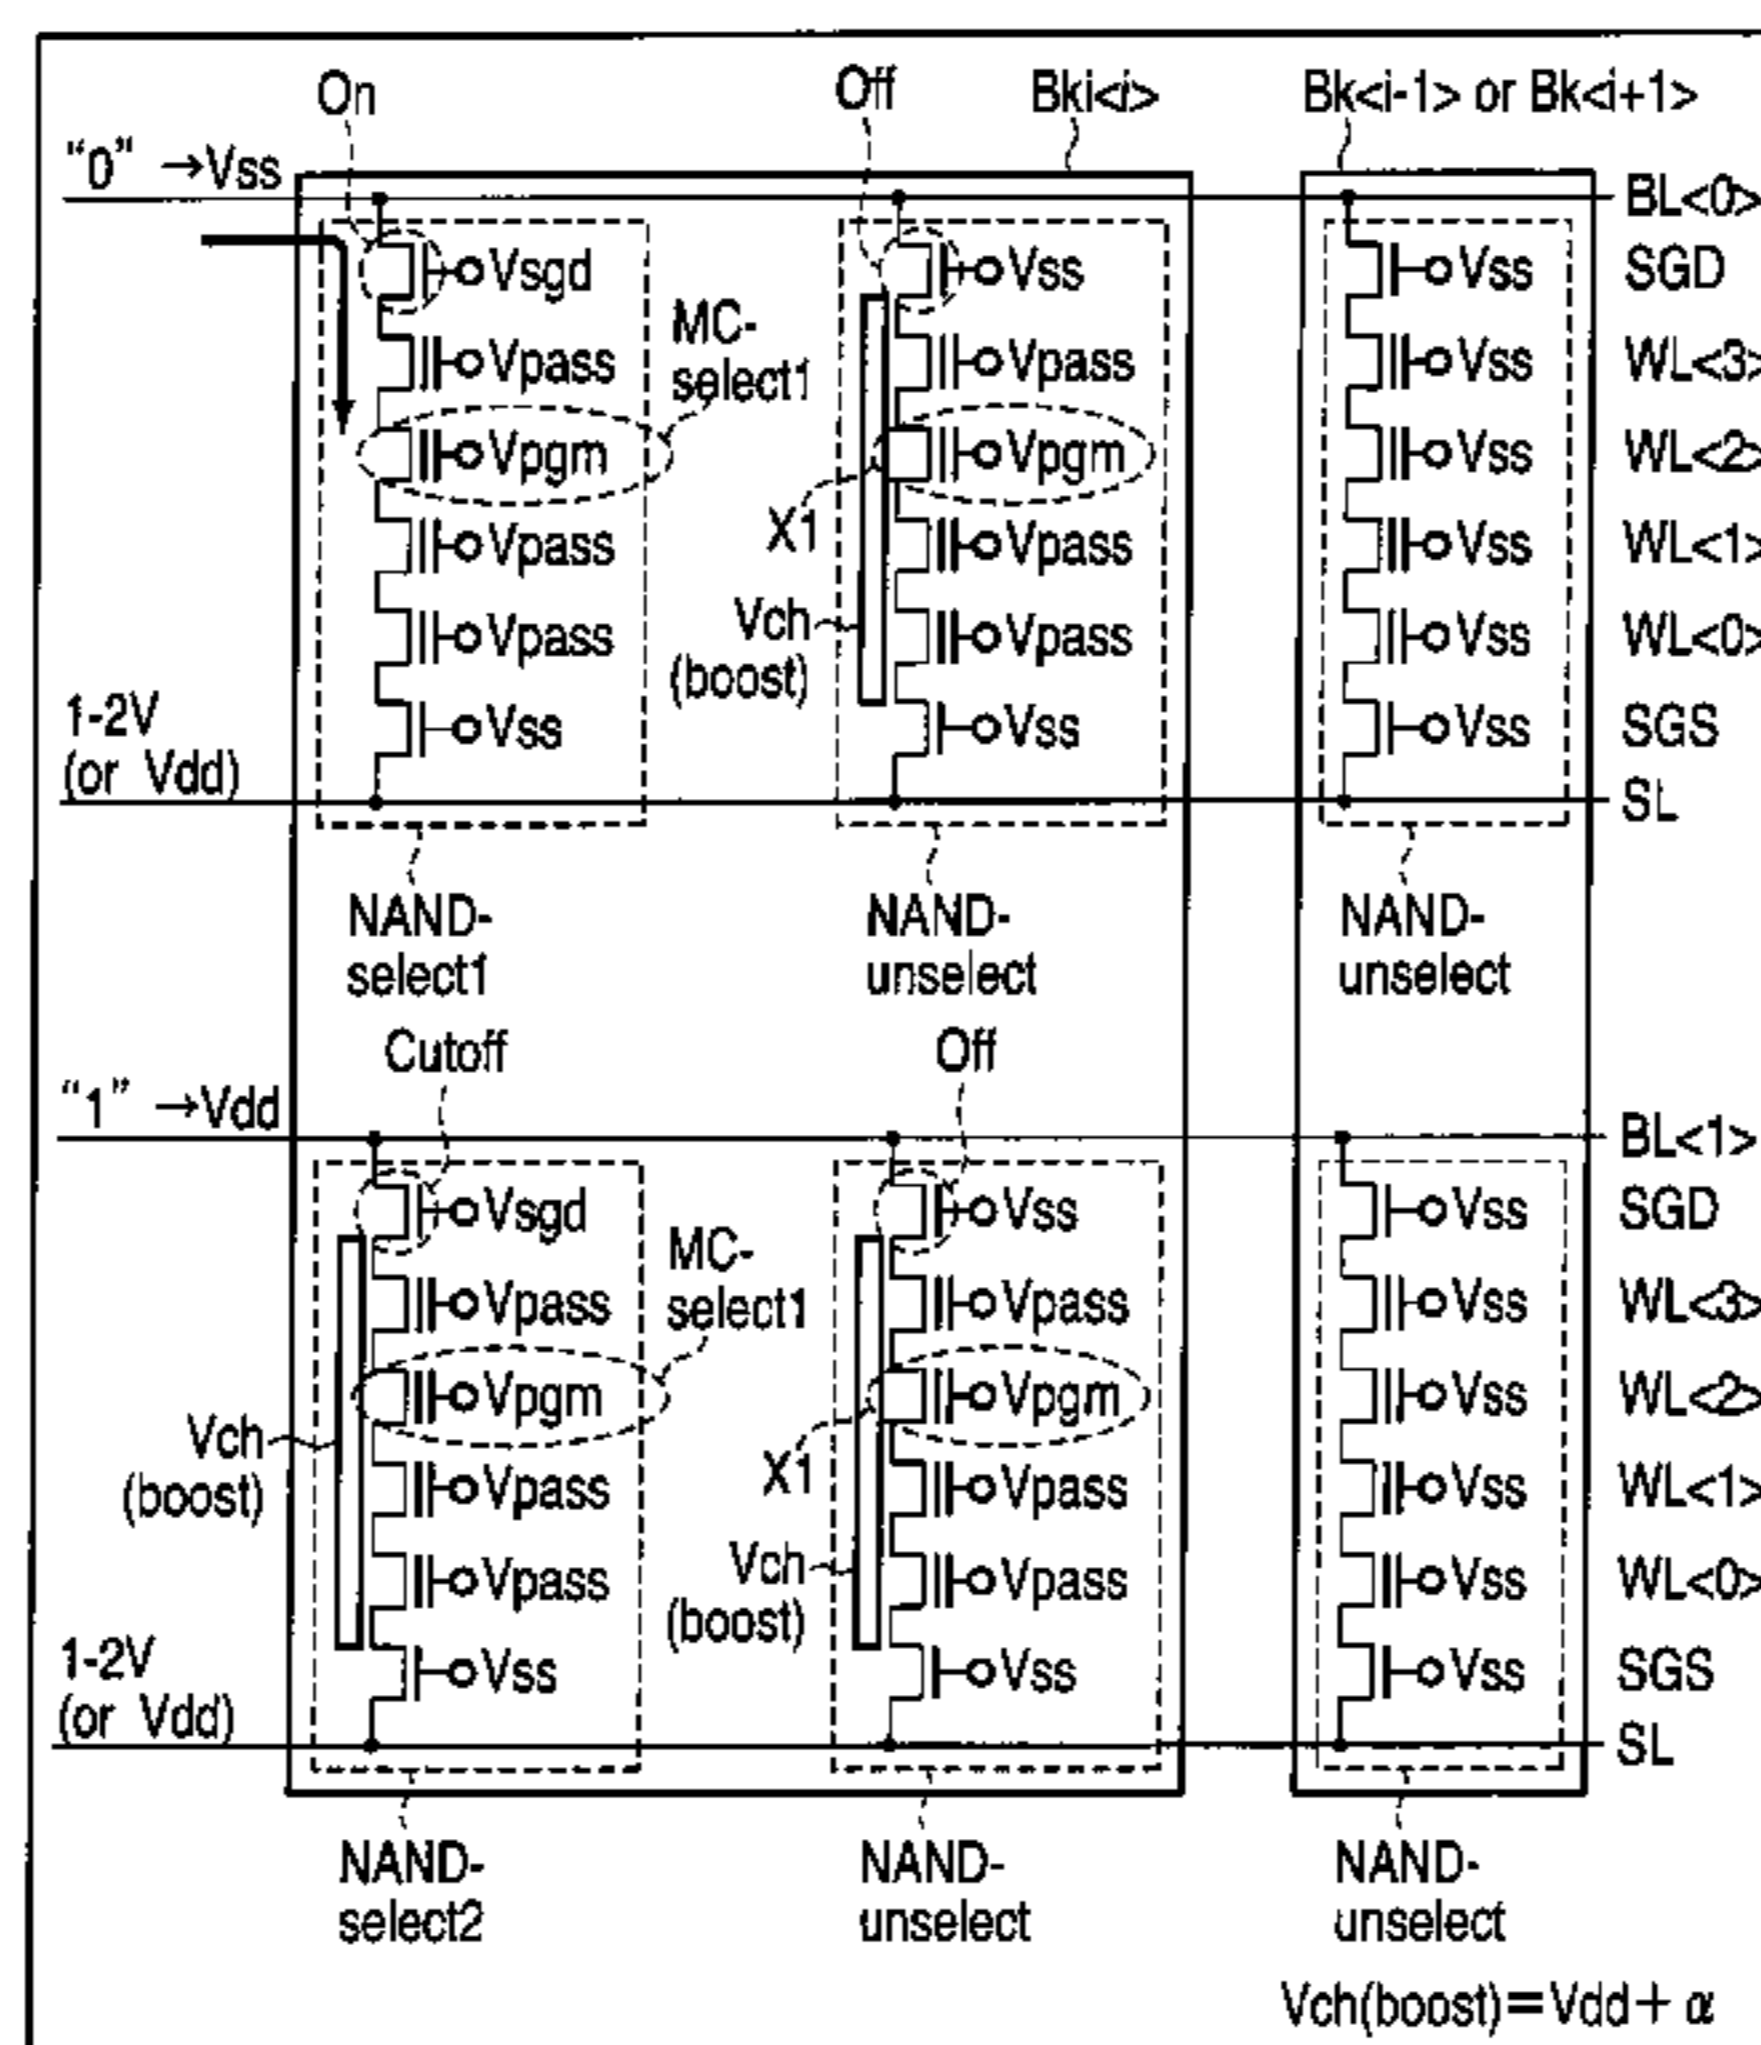 On Off Bki<i> Bk<i-1> or Bk<i+1>
"0" →Vss BL<0>
Vsgd Vss Vss SGD
MC-
select1
Vpass Vpass Vss WL<3>
Vpgm Vpgm Vss WL<2>
X1
Vpass Vpass Vss WL<1>
Vch
(boost)
Vpass Vpass Vss WL<0>
1-2V
(or Vdd)
Vss Vss Vss SGS
SL
NAND-
select1
NAND-
unselect
NAND-
unselect
Cutoff Off
"1" →Vdd BL<1>
Vsgd Vss Vss SGD
MC-
select1
Vpass Vpass Vss WL<3>
Vpgm Vpgm Vss WL<2>
Vch
(boost)
X1
Vpass Vpass Vss WL<1>
Vch
(boost)
Vpass Vpass Vss WL<0>
1-2V
(or Vdd)
Vss Vss Vss SGS
SL
NAND-
select2
NAND-
unselect
NAND-
unselect
Vch(boost)=Vdd+ α